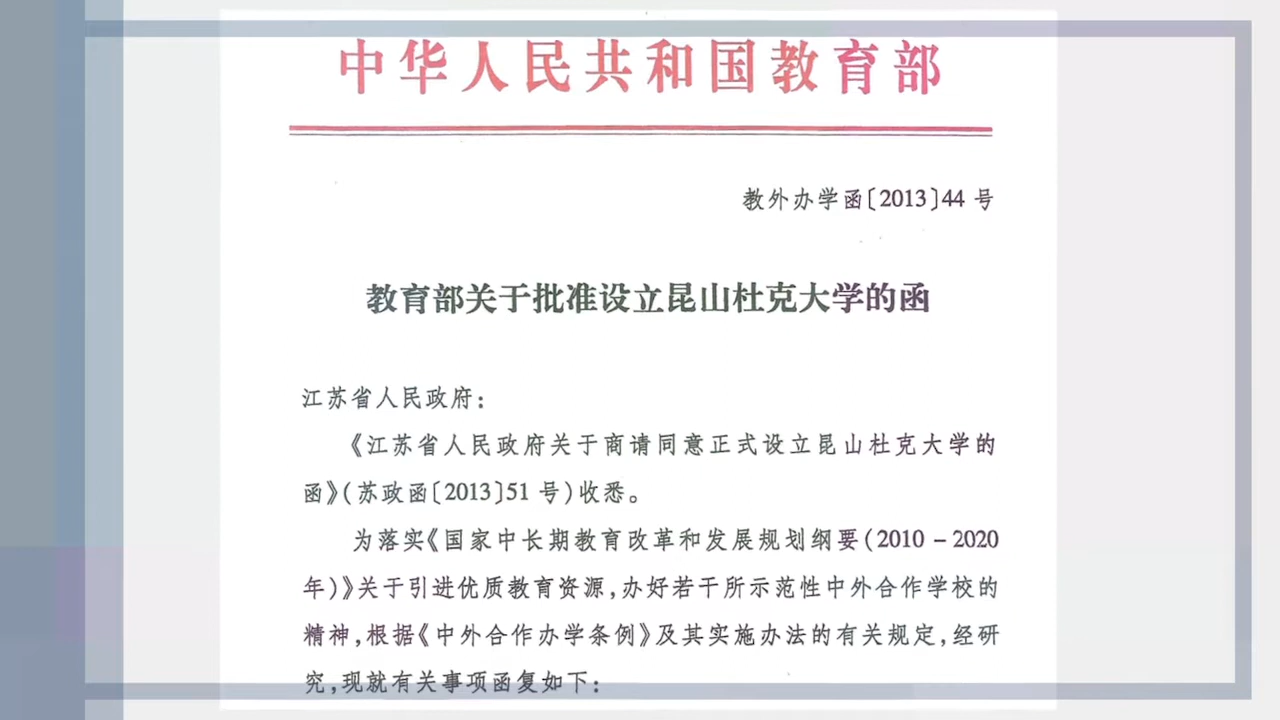 中华人民共和国教育部
教外办学函〔2013〕44 号
教育部关于批准设立昆山杜克大学的函
江苏省人民政府：
《江苏省人民政府关于商请同意正式设立昆山杜克大学的
函》(苏政函〔2013〕51 号)收悉。
为落实《国家中长期教育改革和发展规划纲要(2010－2020
年)》关于引进优质教育资源,办好若干所示范性中外合作学校的
精神,根据《中外合作办学条例》及其实施办法的有关规定,经研
究,现就有关事项函复如下：